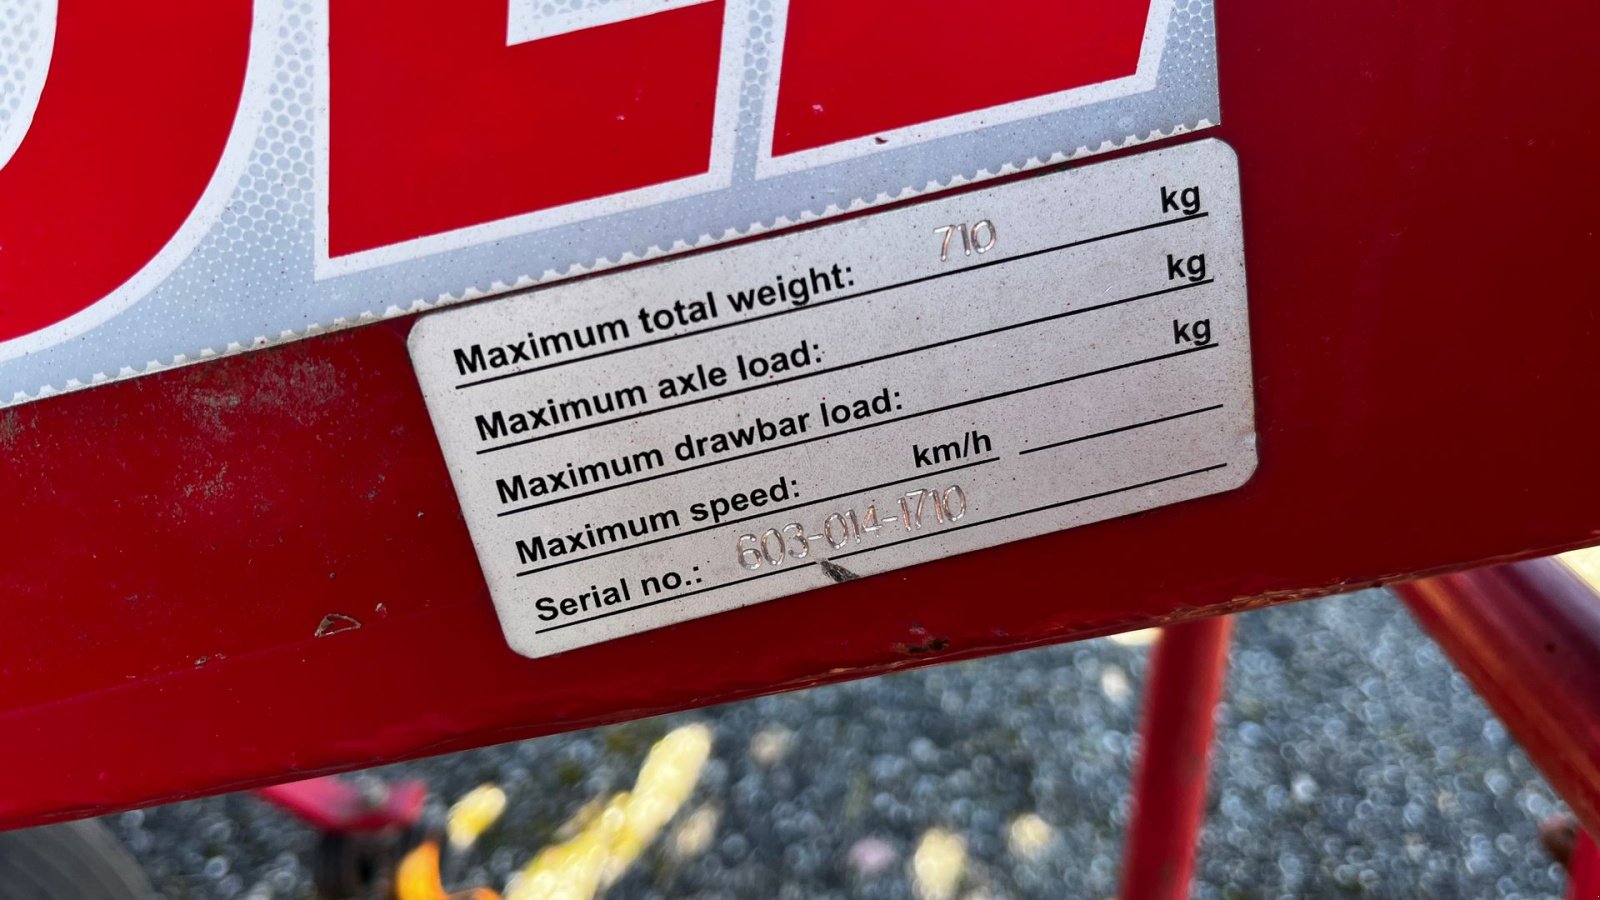 Maximum total weight: 710 kg
Maximum axle load: kg
Maximum drawbar load: kg
Maximum speed: km/h
Serial no.: 603-014-1710